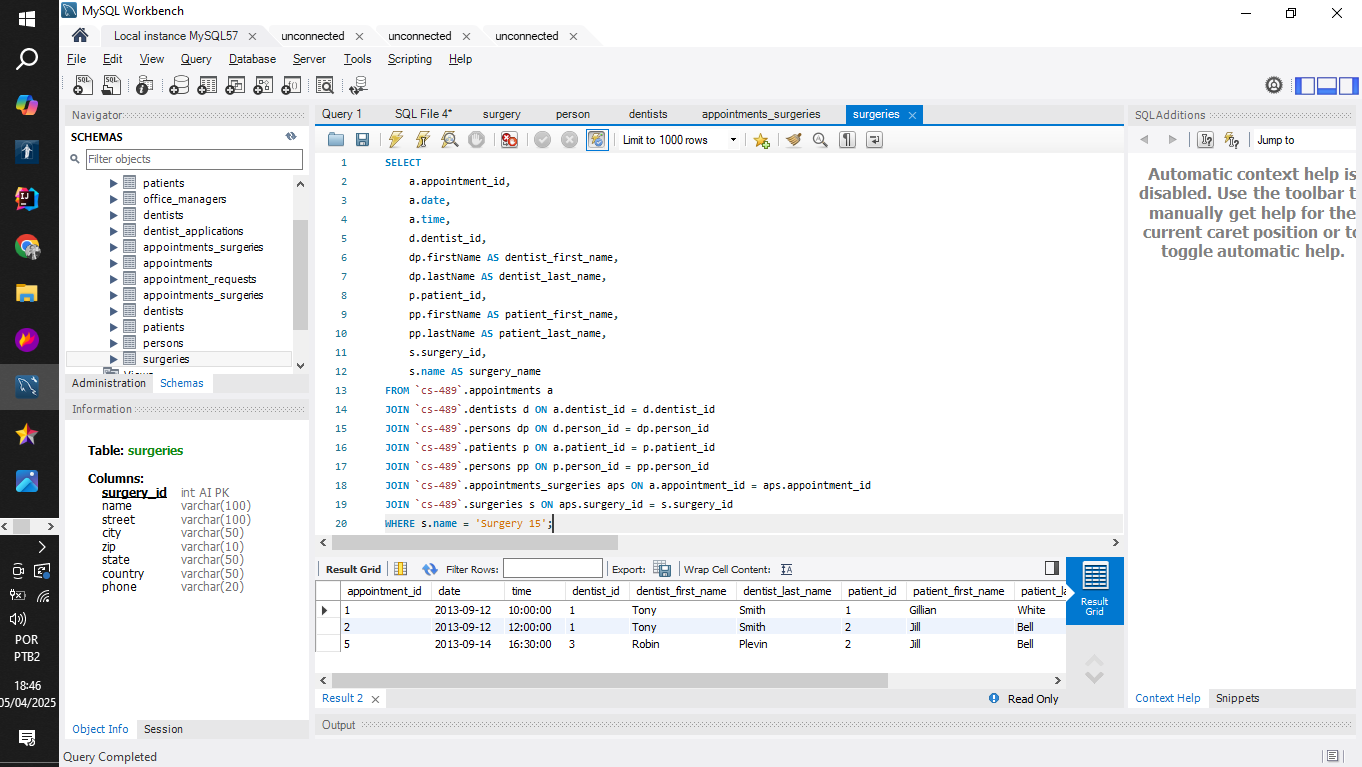 MySQL Workbench
Local instance MySQL57
unconnected
unconnected
unconnected
File Edit View Query Database Server Tools Scripting Help
Navigator
SCHEMAS
Filter objects
patients
office_managers
dentists
dentist_applications
appointments_surgeries
appointments
appointment_requests
appointments_surgeries
dentists
patients
persons
surgeries
Views
Administration Schemas
Information
Table: surgeries
Columns:
surgery_id int AI PK
name varchar(100)
street varchar(100)
city varchar(50)
zip varchar(10)
state varchar(50)
country varchar(50)
phone varchar(20)
Object Info Session
Query Completed
Query 1 SQL File 4* surgery person dentists appointments_surgeries surgeries
Limit to 1000 rows
1 SELECT
2 a.appointment_id,
3 a.date,
4 a.time,
5 d.dentist_id,
6 dp.firstName AS dentist_first_name,
7 dp.lastName AS dentist_last_name,
8 p.patient_id,
9 pp.firstName AS patient_first_name,
10 pp.lastName AS patient_last_name,
11 s.surgery_id,
12 s.name AS surgery_name
13 FROM `cs-489`.appointments a
14 JOIN `cs-489`.dentists d ON a.dentist_id = d.dentist_id
15 JOIN `cs-489`.persons dp ON d.person_id = dp.person_id
16 JOIN `cs-489`.patients p ON a.patient_id = p.patient_id
17 JOIN `cs-489`.persons pp ON p.person_id = pp.person_id
18 JOIN `cs-489`.appointments_surgeries aps ON a.appointment_id = aps.appointment_id
19 JOIN `cs-489`.surgeries s ON aps.surgery_id = s.surgery_id
20 WHERE s.name = 'Surgery 15';
Result Grid Filter Rows: Export: Wrap Cell Content:
appointment_id date time dentist_id dentist_first_name dentist_last_name patient_id patient_first_name patient_la
1 2013-09-12 10:00:00 1 Tony Smith 1 Gillian White
2 2013-09-12 12:00:00 1 Tony Smith 2 Jill Bell
5 2013-09-14 16:30:00 3 Robin Plevin 2 Jill Bell
Result Grid
Result 2
Read Only
Output
SQLAdditions
Jump to
Automatic context help is
disabled. Use the toolbar t
manually get help for the
current caret position or to
toggle automatic help.
Context Help Snippets
POR
PTB2
18:46
05/04/2025